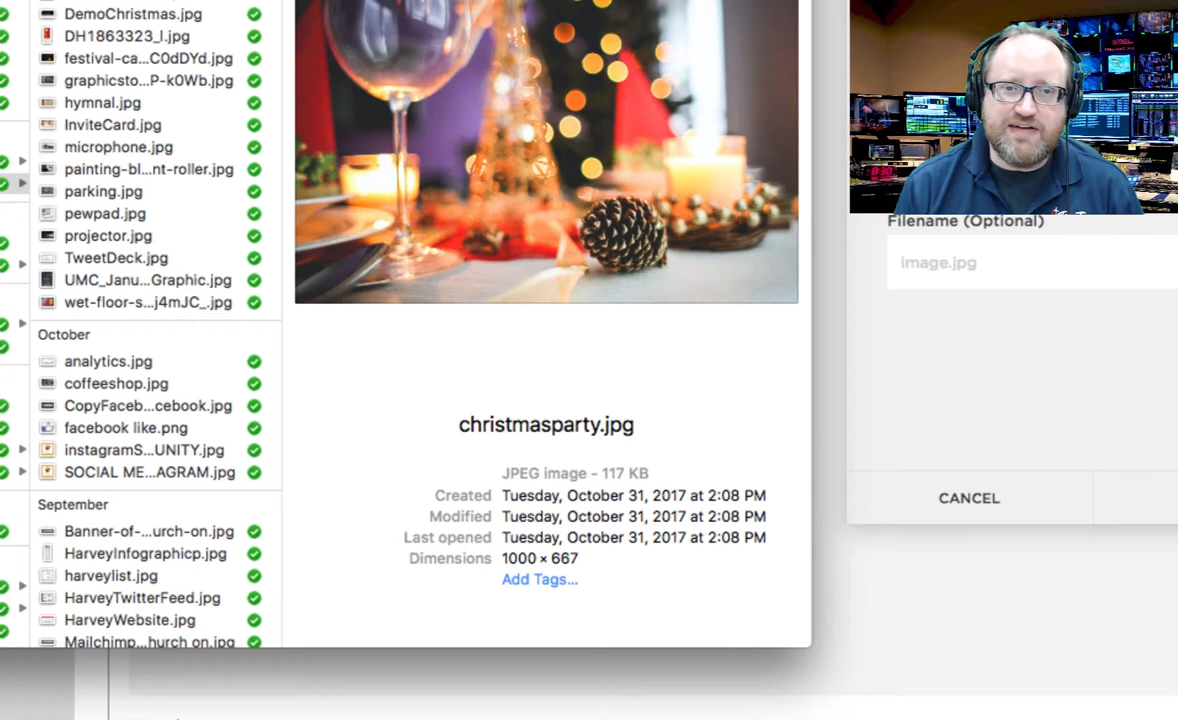 DemoChristmas.jpg
DH1863323_l.jpg
festival-ca...C0dDYd.jpg
graphicsto...P-k0Wb.jpg
hymnal.jpg
InviteCard.jpg
microphone.jpg
painting-bl...nt-roller.jpg
parking.jpg
pewpad.jpg
projector.jpg
TweetDeck.jpg
UMC_Janu...Graphic.jpg
wet-floor-s...j4mJC_.jpg
October
analytics.jpg
coffeeshop.jpg
CopyFaceb...cebook.jpg
facebook like.png
instagramS...UNITY.jpg
SOCIAL ME...AGRAM.jpg
September
Banner-of-...urch-on.jpg
HarveyInfographicp.jpg
harveylist.jpg
HarveyTwitterFeed.jpg
HarveyWebsite.jpg
Mailchimp...hurch on.jpg
christmasparty.jpg
JPEG image - 117 KB
Created Tuesday, October 31, 2017 at 2:08 PM
Modified Tuesday, October 31, 2017 at 2:08 PM
Last opened Tuesday, October 31, 2017 at 2:08 PM
Dimensions 1000 × 667
Add Tags...
Filename (Optional)
image.jpg
CANCEL